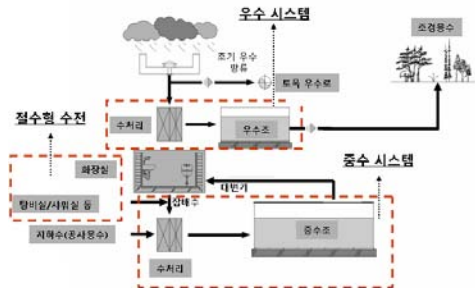 우수 시스템
조경용수
조기 우수
방류
토목 우수로
절수형 수전
수처리
우수조
중수 시스템
화장실
대변기
탕비실/샤워실 등
잡배수
지하수(공사용수)
중수조
수처리